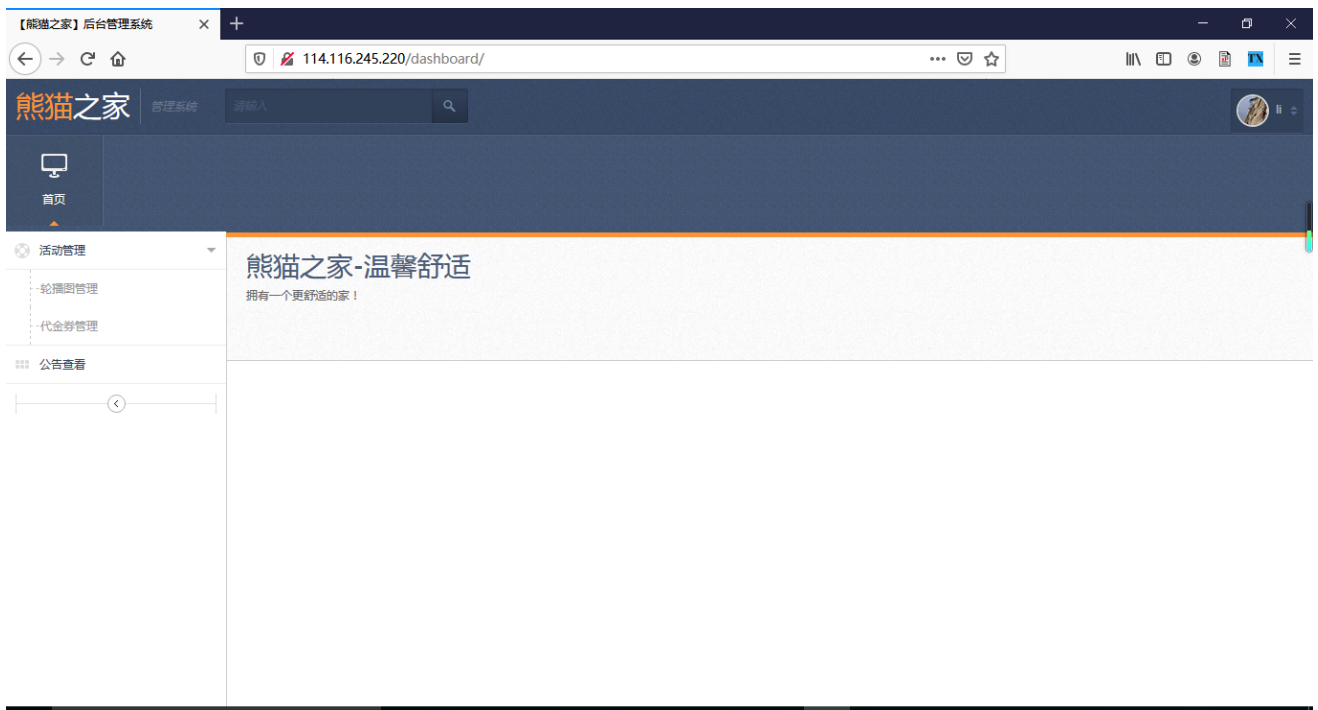 【熊猫之家】后台管理系统
114.116.245.220/dashboard/
熊猫之家 管理系统 请输入 li
首页
活动管理
轮播图管理
代金券管理
公告查看
熊猫之家-温馨舒适
拥有一个更舒适的家！